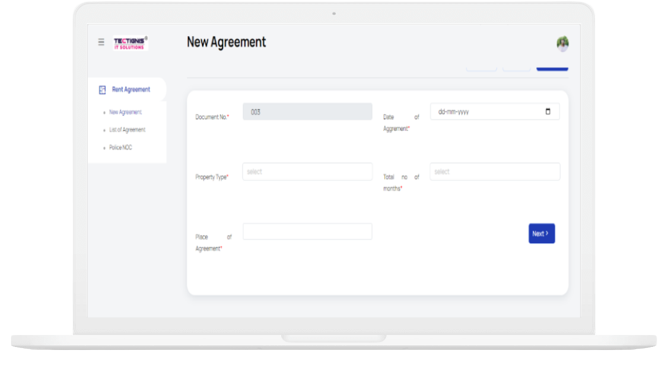 TECTIGNIS
IT SOLUTIONS
New Agreement
Rent Agreement
New Agreement
List of Agreement
Police NOC
Document No.*
003
Date of
Aggrement*
dd-mm-yyyy
Property Type*
select
Total no of
months*
select
Place of
Agreement*
Next >